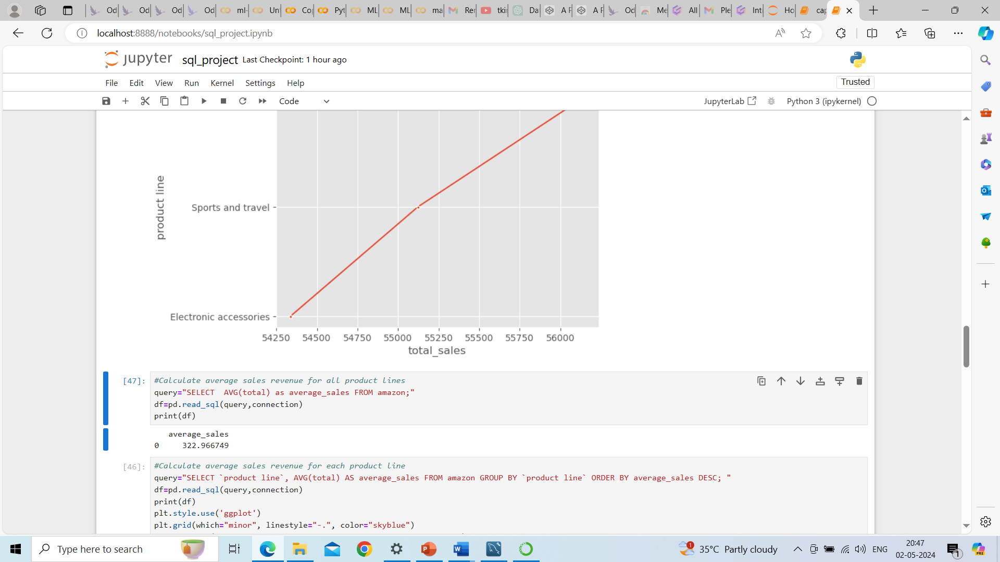 Od Od Od Od ml- Un Co Pyt ML ML ma Rer tki Da A F A F Od Me All Ple Int Ho cap
localhost:8888/notebooks/sql_project.ipynb
jupyter sql_project Last Checkpoint: 1 hour ago
File Edit View Run Kernel Settings Help Trusted
Code JupyterLab Python 3 (ipykernel)
product line
Sports and travel
Electronic accessories
54250 54500 54750 55000 55250 55500 55750 56000
total_sales
[47]: #Calculate average sales revenue for all product lines
query="SELECT  AVG(total) as average_sales FROM amazon;"
df=pd.read_sql(query,connection)
print(df)
average_sales
0 322.966749
[46]: #Calculate average sales revenue for each product line
query="SELECT `product line`, AVG(total) AS average_sales FROM amazon GROUP BY `product line` ORDER BY average_sales DESC; "
df=pd.read_sql(query,connection)
print(df)
plt.style.use('ggplot')
plt.grid(which="minor", linestyle="-.", color="skyblue")
Type here to search 1 35°C Partly cloudy ENG 20:47
02-05-2024 1 PRE